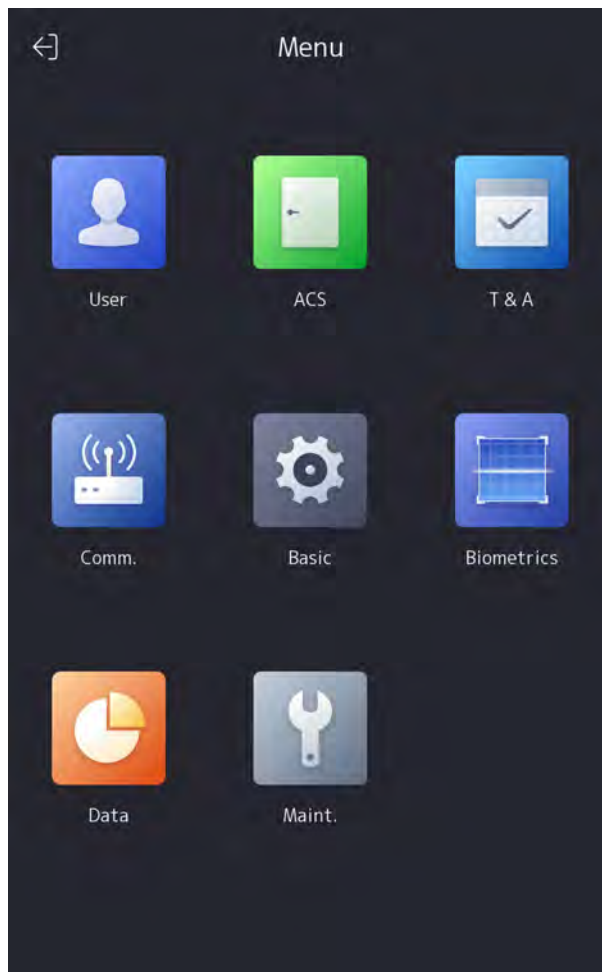 Menu
User
ACS
T & A
Comm.
Basic
Biometrics
Data
Maint.